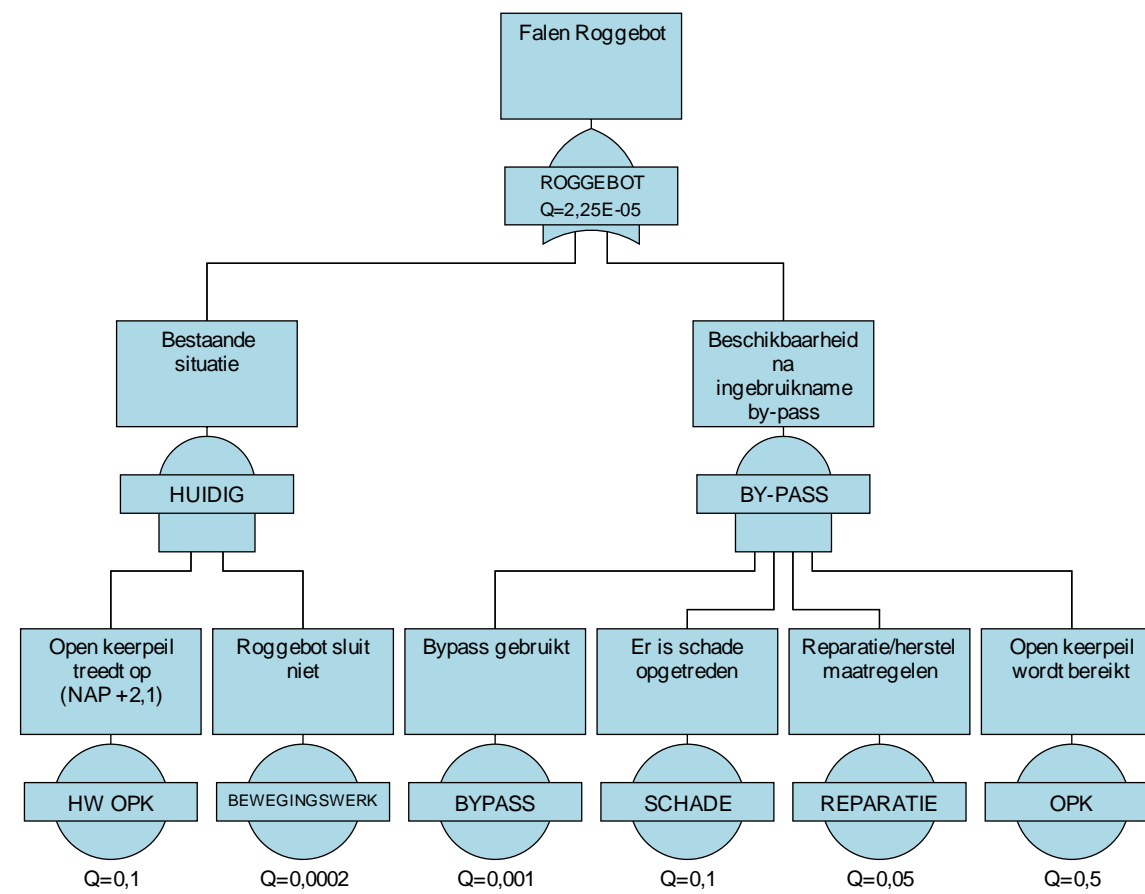 Falen Roggebot
ROGGEBOT
Q=2,25E-05
Bestaande
situatie
HUIDIG
Beschikbaarheid
na
ingebruikname
by-pass
BY-PASS
Open keerpeil
treedt op
(NAP +2,1)
HW OPK
Q=0,1
Roggebot sluit
niet
BEWEGINGSWERK
Q=0,0002
Bypass gebruikt
BYPASS
Q=0,001
Er is schade
opgetreden
SCHADE
Q=0,1
Reparatie/herstel
maatregelen
REPARATIE
Q=0,05
Open keerpeil
wordt bereikt
OPK
Q=0,5